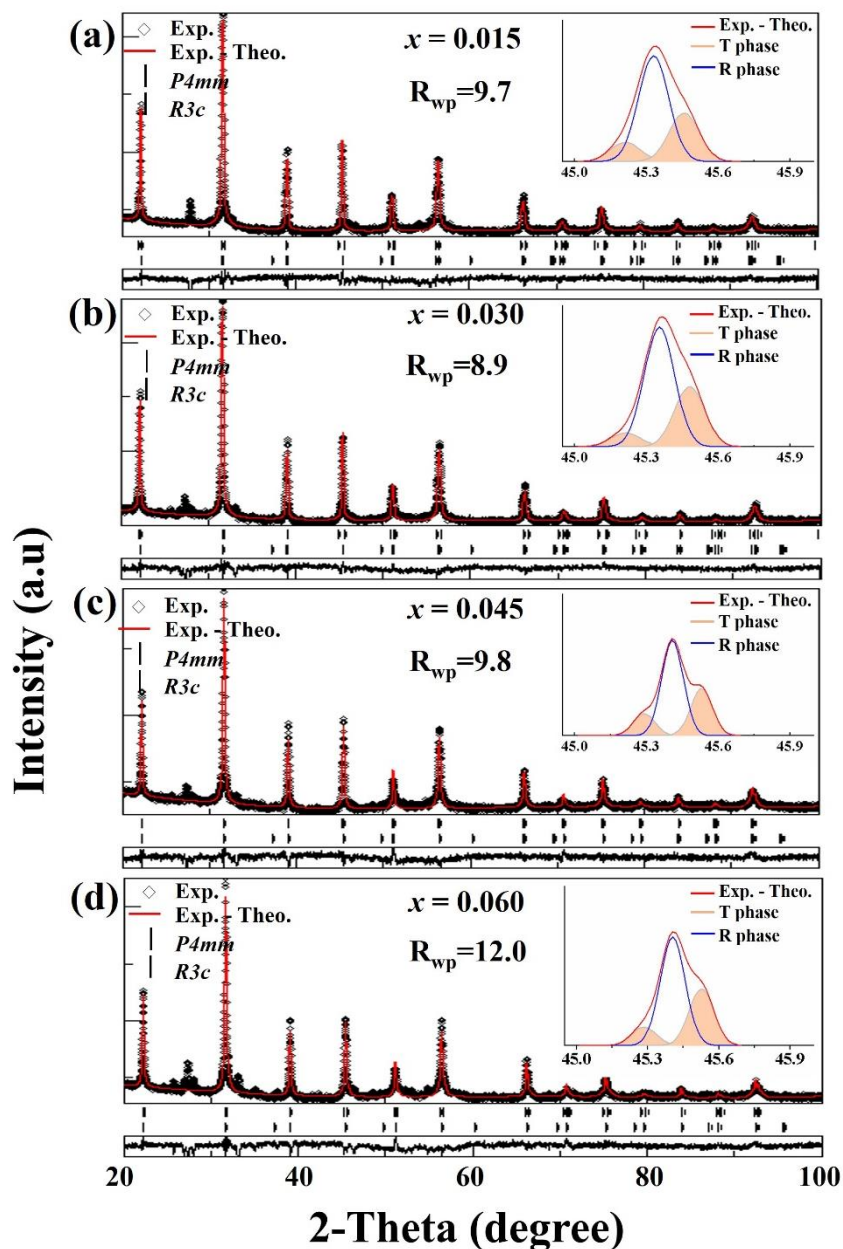 Intensity (a.u)
(a)
Exp.
Exp. - Theo.
P4mm
R3c
x = 0.015
Rwp=9.7
Exp. - Theo.
T phase
R phase
45.0 45.3 45.6 45.9
(b)
Exp.
Exp. - Theo.
P4mm
R3c
x = 0.030
Rwp=8.9
Exp. - Theo.
T phase
R phase
45.0 45.3 45.6 45.9
(c)
Exp.
Exp. - Theo.
P4mm
R3c
x = 0.045
Rwp=9.8
Exp. - Theo.
T phase
R phase
45.0 45.3 45.6 45.9
(d)
Exp.
Exp. - Theo.
P4mm
R3c
x = 0.060
Rwp=12.0
Exp. - Theo.
T phase
R phase
45.0 45.3 45.6 45.9
20 40 60 80 100
2-Theta (degree)